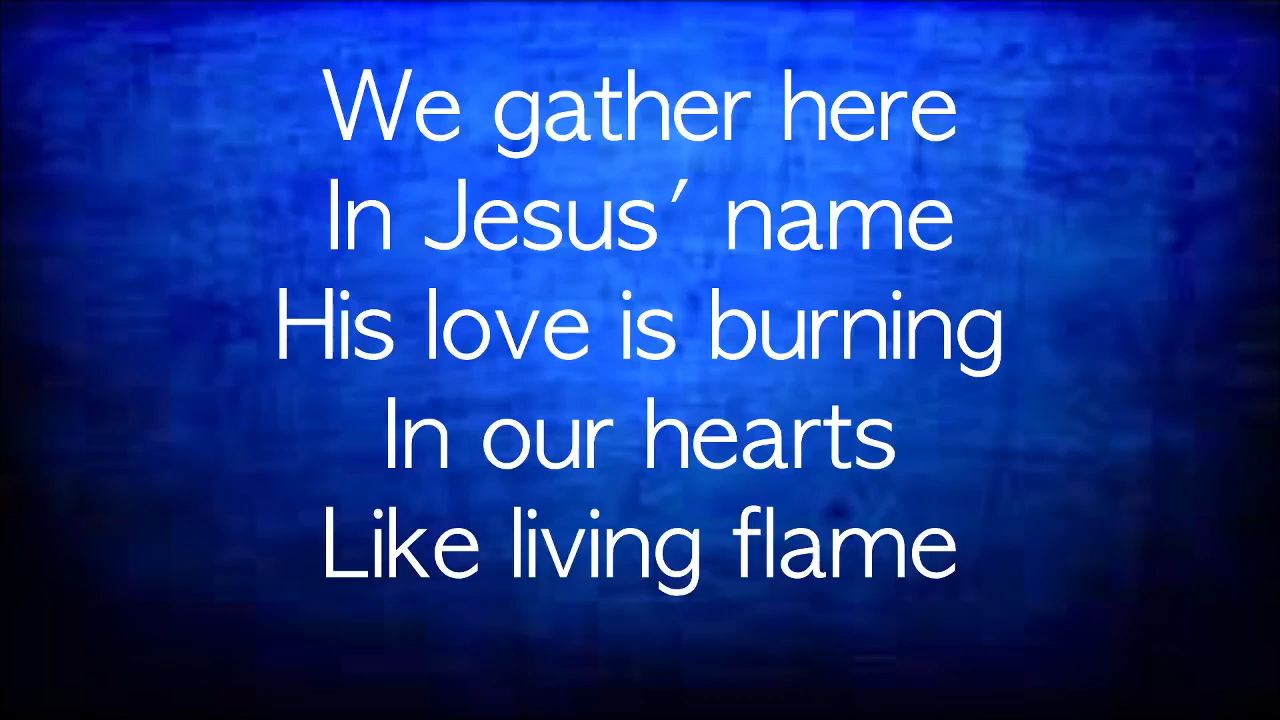 We gather here
In Jesus´ name
His love is burning
In our hearts
Like living flame